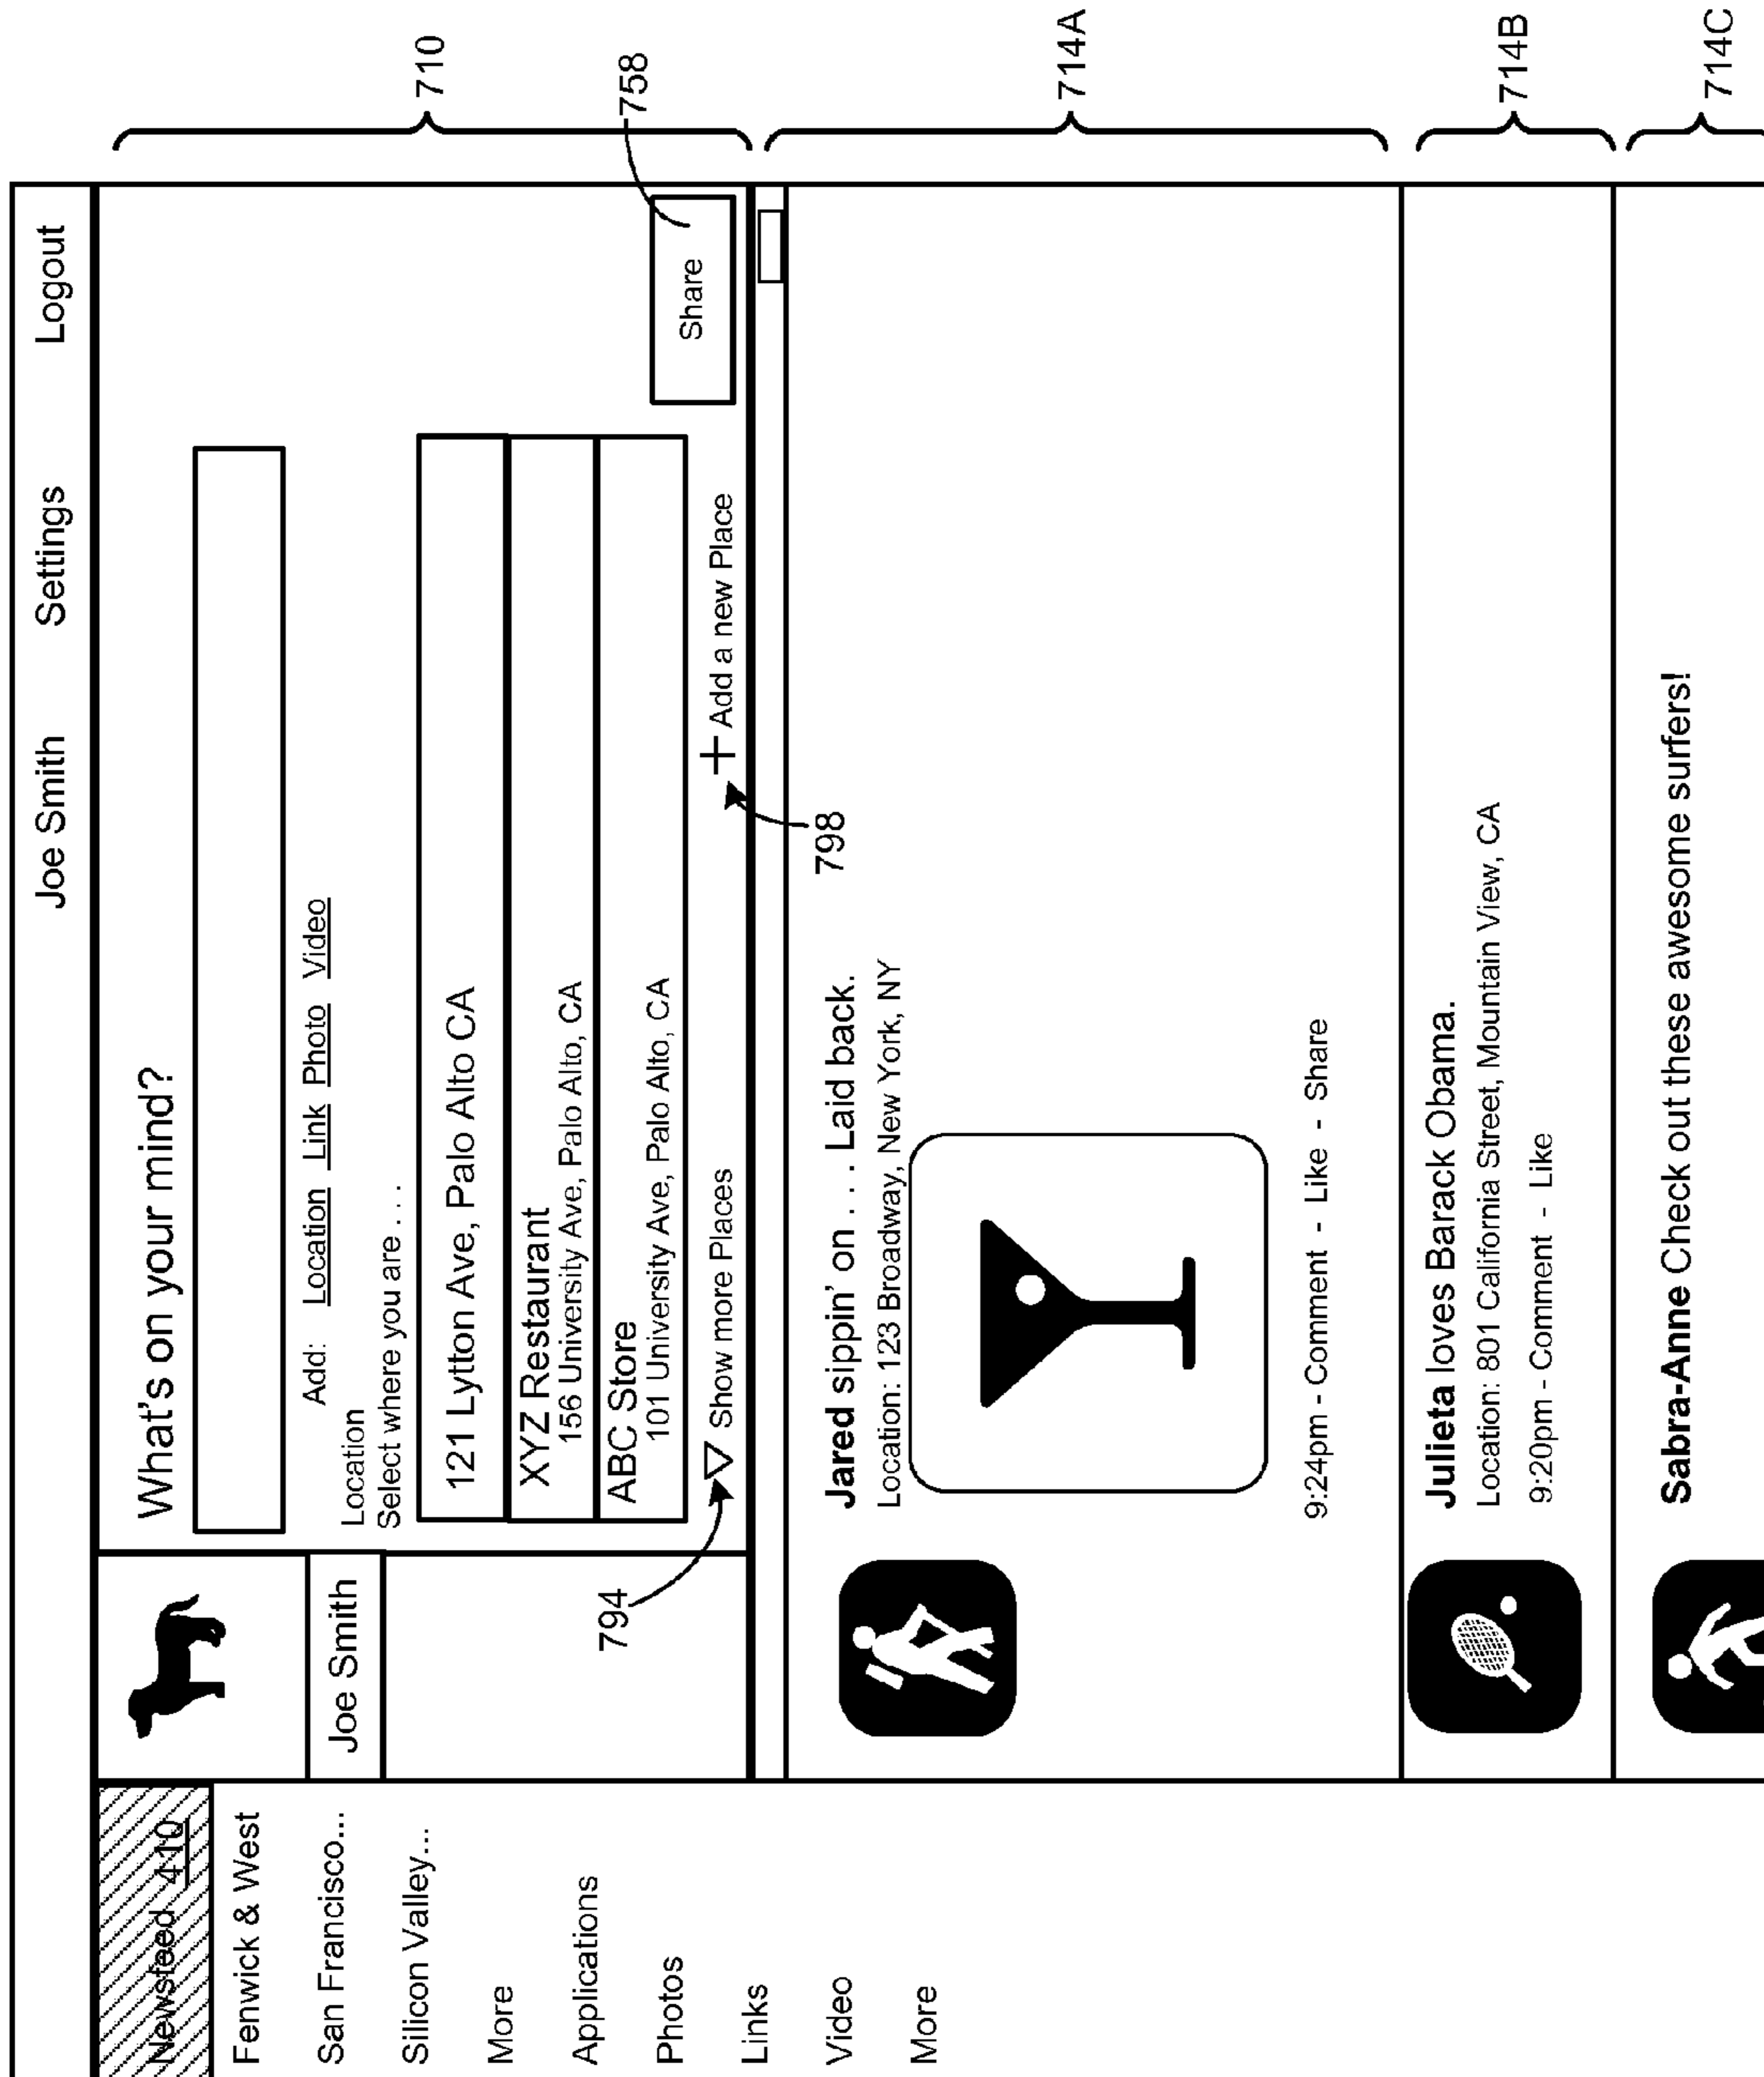 Joe Smith Settings Logout
Newsfeed 410
Fenwick & West
San Francisco...
Silicon Valley...
More
Applications
Photos
Links
Video
More
Joe Smith
What's on your mind?
Add: Location Link Photo Video
Location
Select where you are . . .
121 Lytton Ave, Palo Alto CA
XYZ Restaurant
156 University Ave, Palo Alto, CA
ABC Store
101 University Ave, Palo Alto, CA
Show more Places
+ Add a new Place
Share
710
758
794
798
Jared sippin' on . . . Laid back.
Location: 123 Broadway, New York, NY
9:24pm - Comment - Like - Share
714A
Julieta loves Barack Obama.
Location: 801 California Street, Mountain View, CA
9:20pm - Comment - Like
714B
Sabra-Anne Check out these awesome surfers!
714C